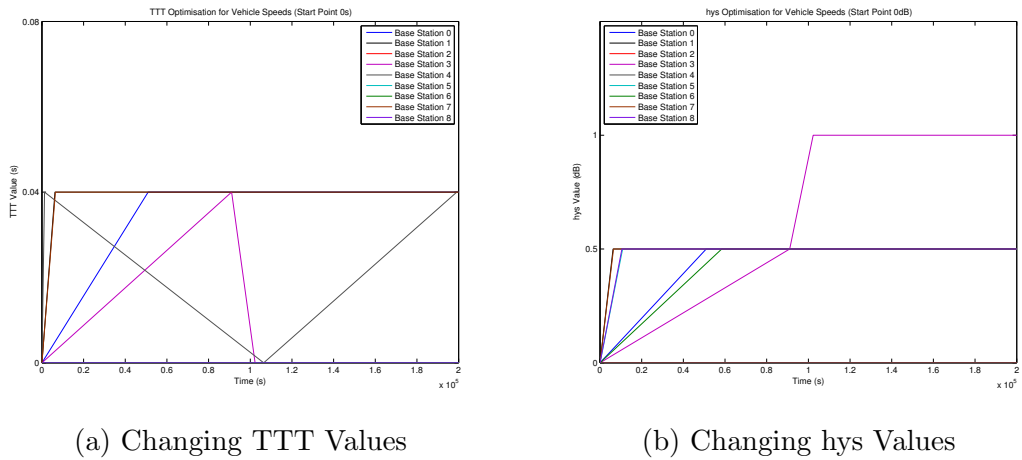 TTT Optimisation for Vehicle Speeds (Start Point 0s)
0.08
0.04
0
TTT Value (s)
Base Station 0
Base Station 1
Base Station 2
Base Station 3
Base Station 4
Base Station 5
Base Station 6
Base Station 7
Base Station 8
0 0.2 0.4 0.6 0.8 1 1.2 1.4 1.6 1.8 2
Time (s)
x 10^5
(a) Changing TTT Values
hys Optimisation for Vehicle Speeds (Start Point 0dB)
1
0.5
0
hys Value (dB)
Base Station 0
Base Station 1
Base Station 2
Base Station 3
Base Station 4
Base Station 5
Base Station 6
Base Station 7
Base Station 8
0 0.2 0.4 0.6 0.8 1 1.2 1.4 1.6 1.8 2
Time (s)
x 10^5
(b) Changing hys Values